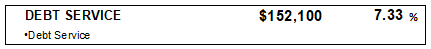 DEBT SERVICE $152,100 7.33 %
•Debt Service